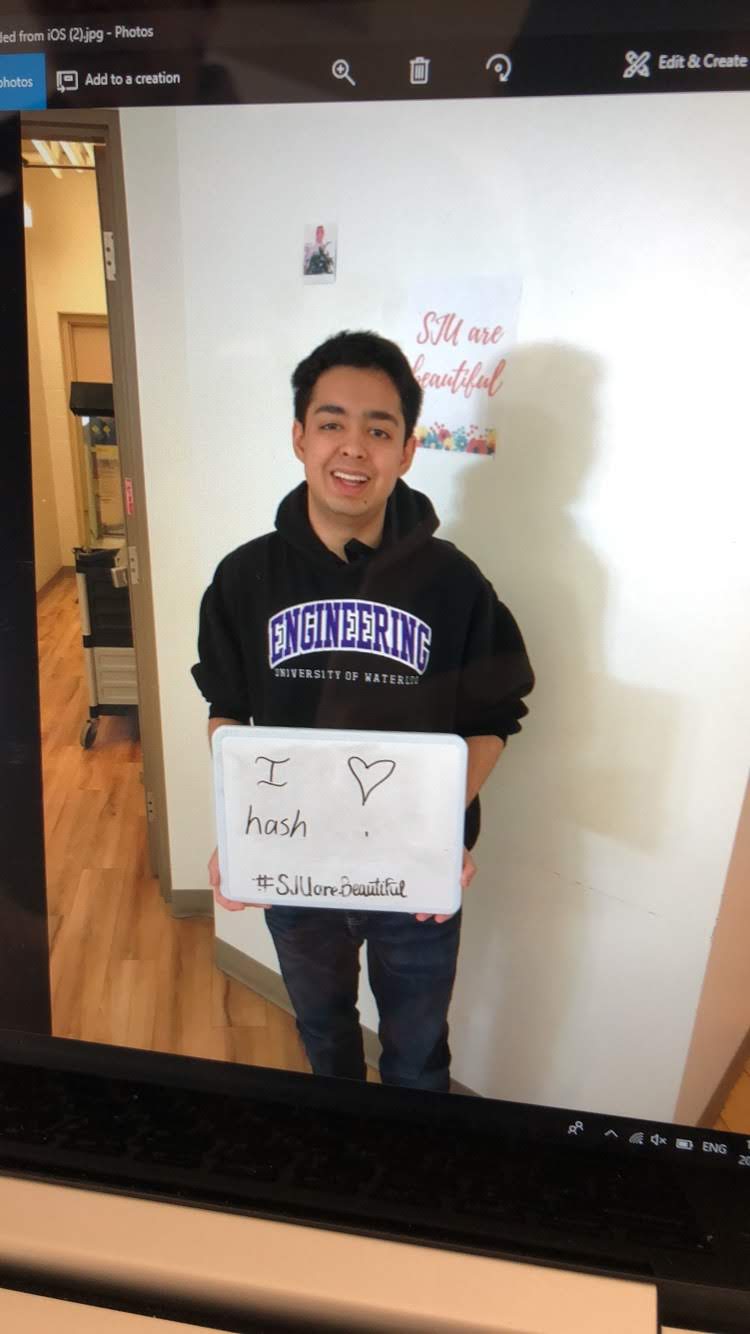 ded from iOS (2).jpg - Photos
photos
Add to a creation
Edit & Create
SJU are
beautiful
ENGINEERING
UNIVERSITY OF WATERLOO
I ♡
hash .
#SJUareBeautiful
ENG